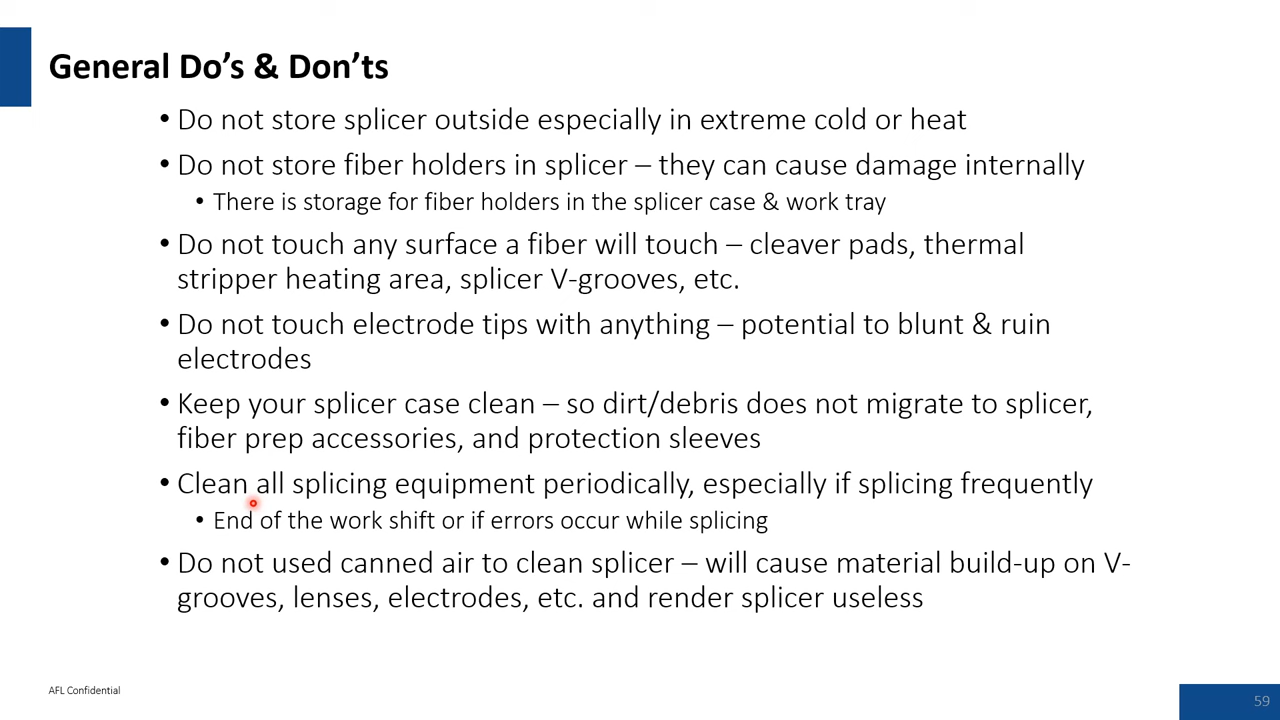 General Do’s & Don’ts
• Do not store splicer outside especially in extreme cold or heat
• Do not store fiber holders in splicer – they can cause damage internally
• There is storage for fiber holders in the splicer case & work tray
• Do not touch any surface a fiber will touch – cleaver pads, thermal
stripper heating area, splicer V-grooves, etc.
• Do not touch electrode tips with anything – potential to blunt & ruin
electrodes
• Keep your splicer case clean – so dirt/debris does not migrate to splicer,
fiber prep accessories, and protection sleeves
• Clean all splicing equipment periodically, especially if splicing frequently
• End of the work shift or if errors occur while splicing
• Do not used canned air to clean splicer – will cause material build-up on V-
grooves, lenses, electrodes, etc. and render splicer useless
AFL Confidential
59